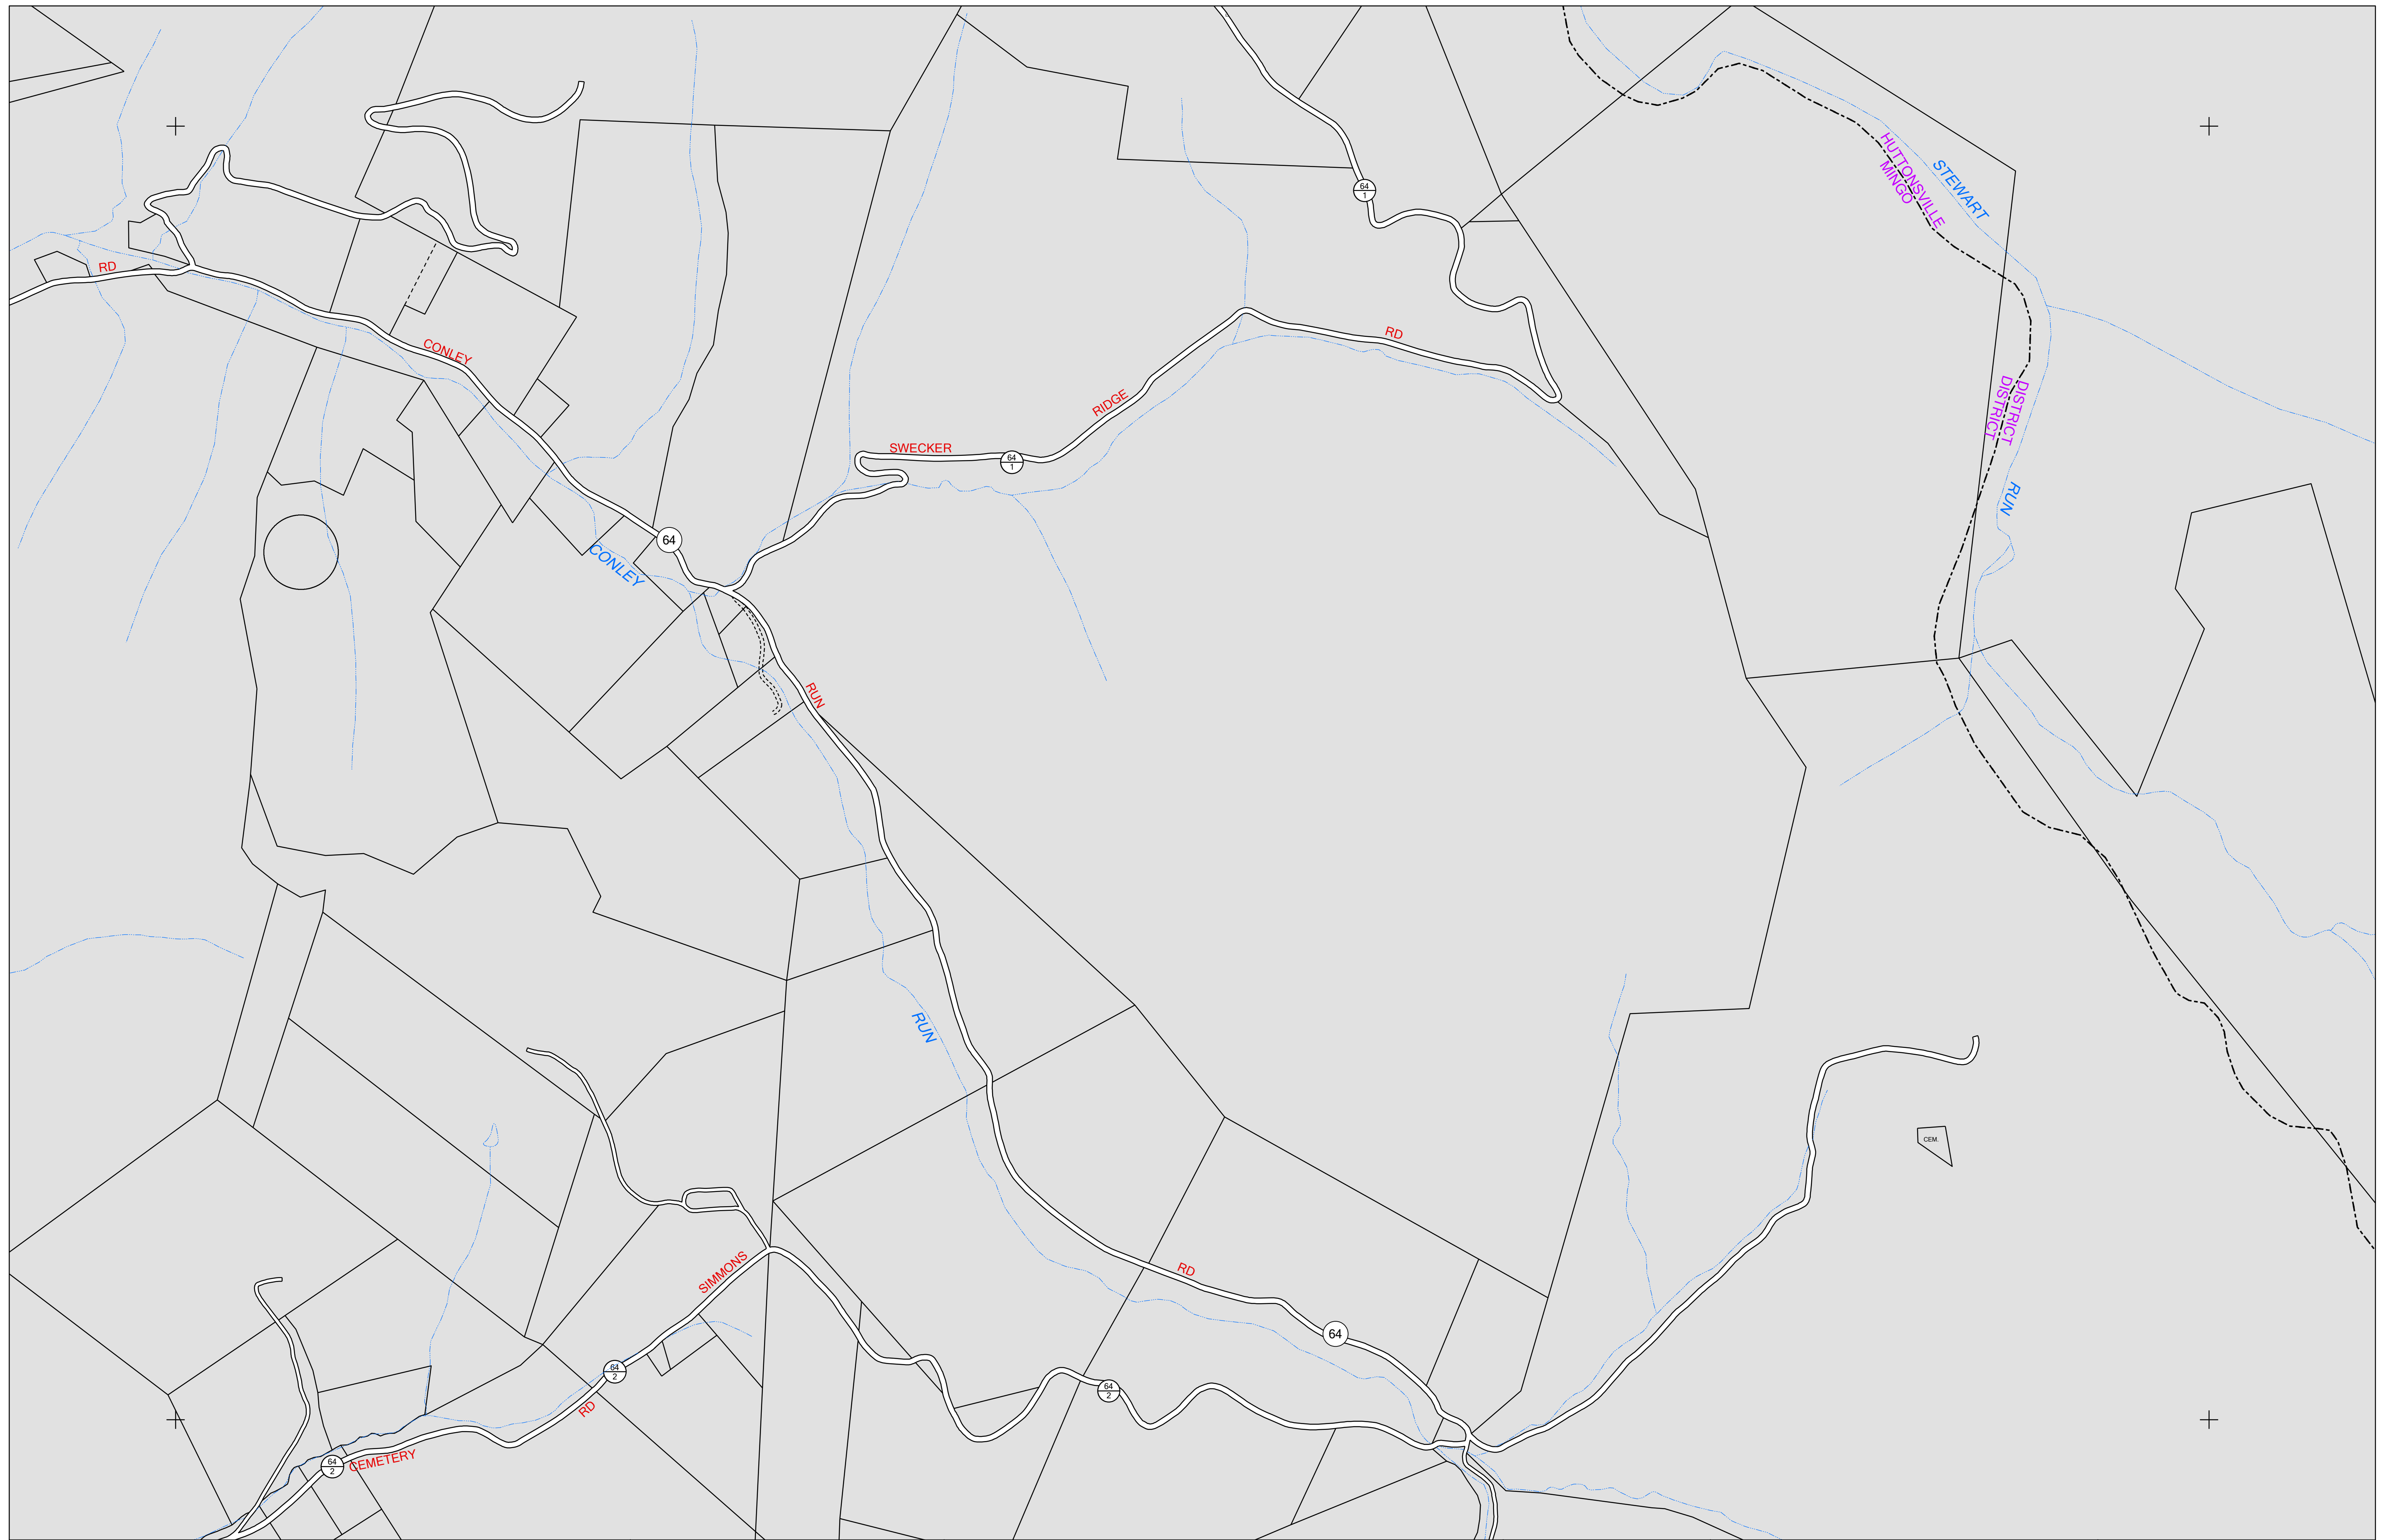 64
1
HUTTONSVILLE
MINGO
STEWART
RD
CONLEY
RD
RIDGE
SWECKER
64
1
DISTRICT
DISTRICT
RUN
64
CONLEY
RUN
RUN
CEM.
SIMMONS
RD
64
64
2
64
2
RD
CEMETERY
64
2